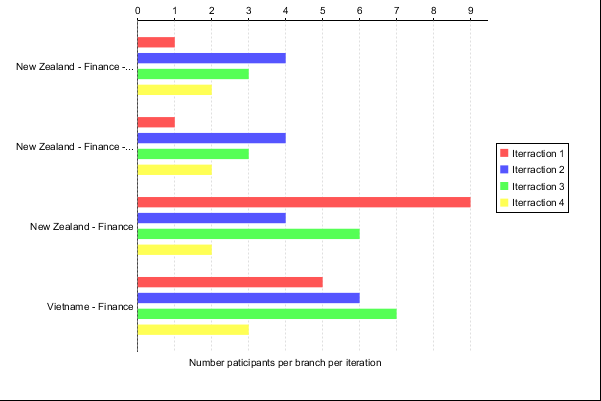 0 1 2 3 4 5 6 7 8 9
New Zealand - Finance -...
New Zealand - Finance -...
New Zealand - Finance
Vietname - Finance
Iterraction 1
Iterraction 2
Iterraction 3
Iterraction 4
Number paticipants per branch per iteration